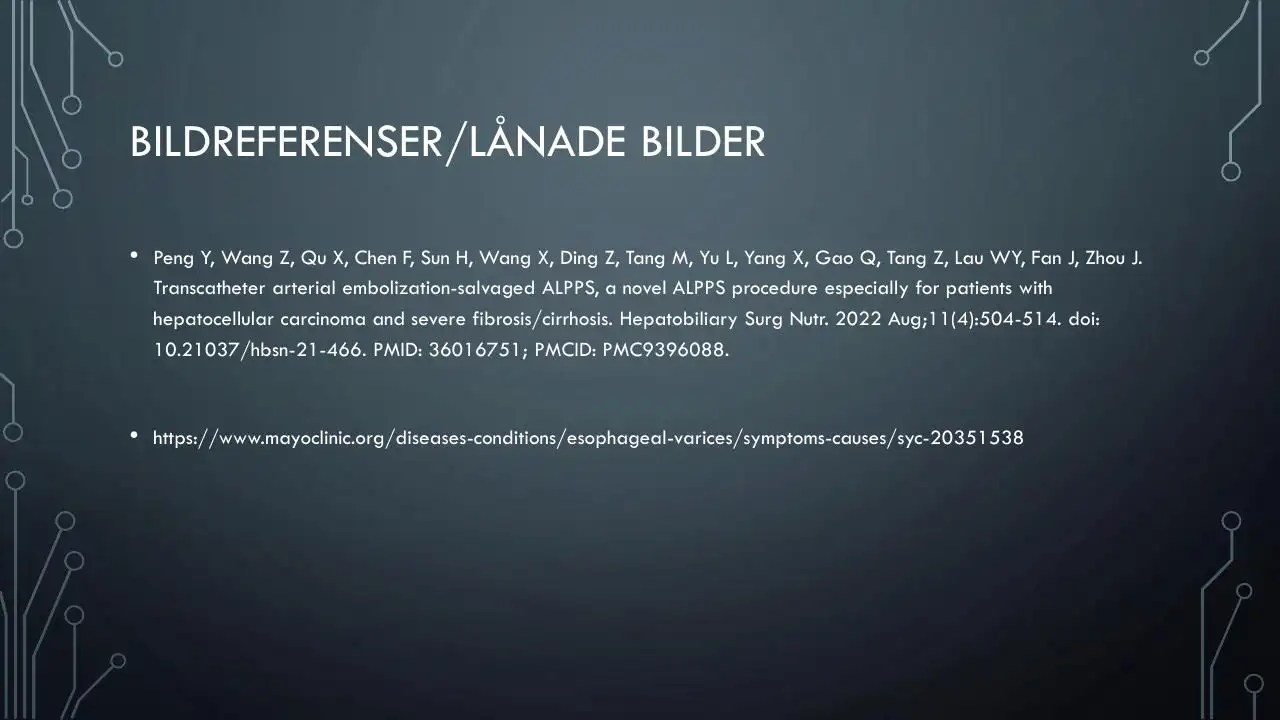 BILDREFERENSER/LÅNADE BILDER
• Peng Y, Wang Z, Qu X, Chen F, Sun H, Wang X, Ding Z, Tang M, Yu L, Yang X, Gao Q, Tang Z, Lau WY, Fan J, Zhou J.
Transcatheter arterial embolization-salvaged ALPPS, a novel ALPPS procedure especially for patients with
hepatocellular carcinoma and severe fibrosis/cirrhosis. Hepatobiliary Surg Nutr. 2022 Aug;11(4):504-514. doi:
10.21037/hbsn-21-466. PMID: 36016751; PMCID: PMC9396088.
• https://www.mayoclinic.org/diseases-conditions/esophageal-varices/symptoms-causes/syc-20351538